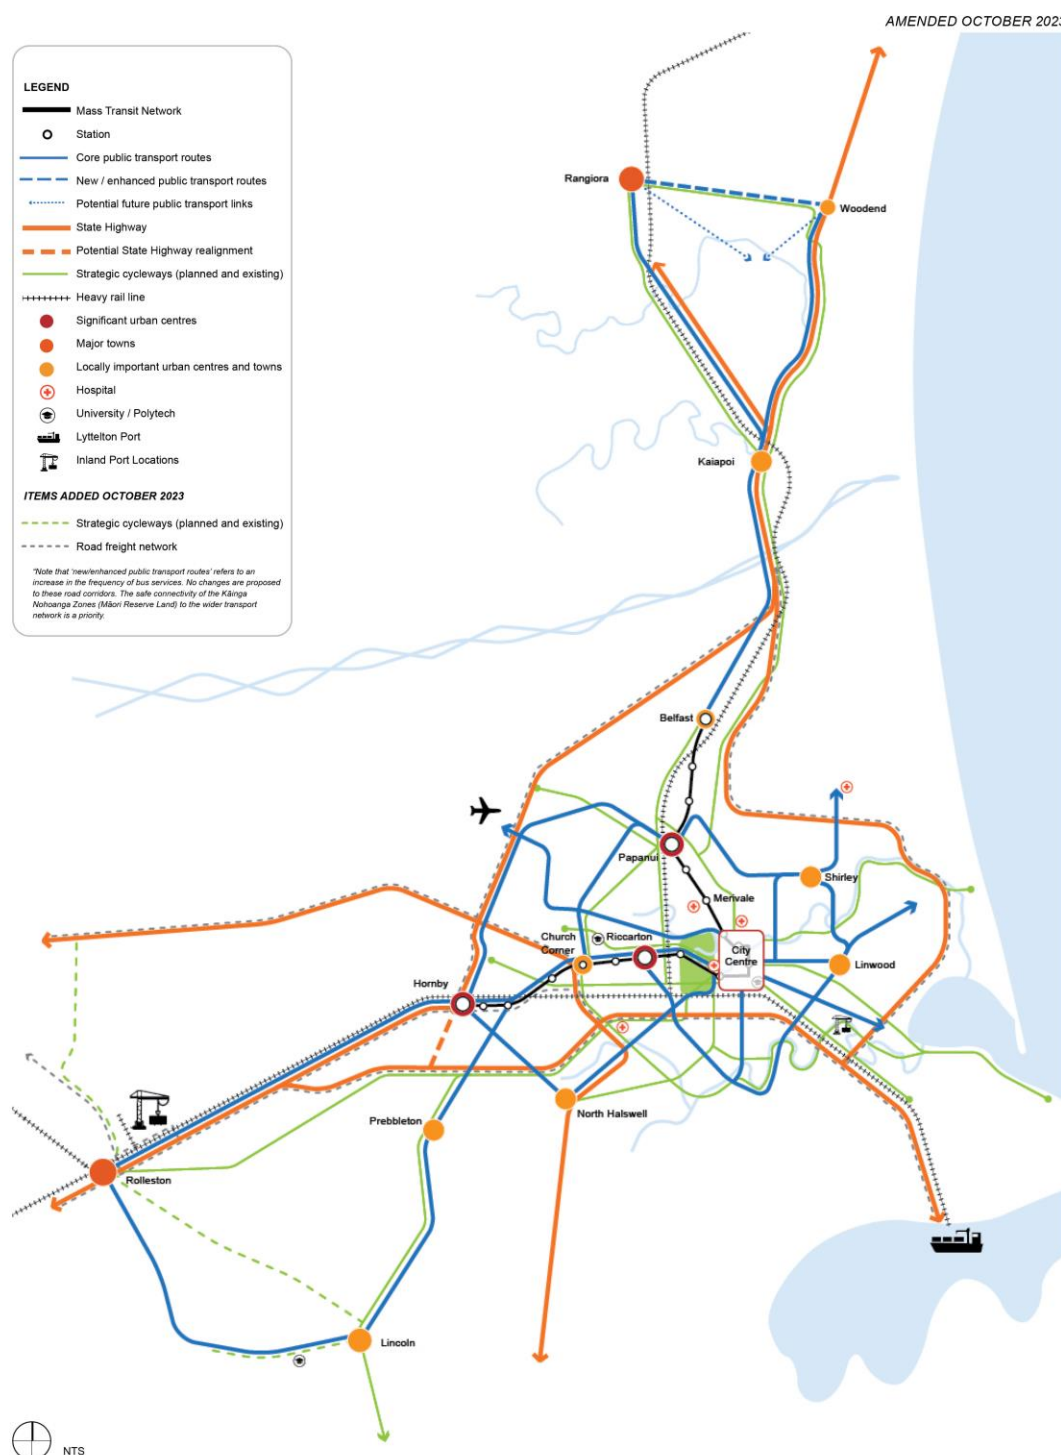 AMENDED OCTOBER 2023
LEGEND
Mass Transit Network
Station
Core public transport routes
New / enhanced public transport routes
Potential future public transport links
State Highway
Potential State Highway realignment
Strategic cycleways (planned and existing)
Heavy rail line
Significant urban centres
Major towns
Locally important urban centres and towns
Hospital
University / Polytech
Lyttelton Port
Inland Port Locations
ITEMS ADDED OCTOBER 2023
Strategic cycleways (planned and existing)
Road freight network
"Note that 'new/enhanced public transport routes' refers to an
increase in the frequency of bus services. No changes are proposed
to these road corridors. The safe connectivity of the Kāinga
Nohoanga Zones (Māori Reserve Land) to the wider transport
network is a priority.
Rangiora
Woodend
Kaiapoi
Belfast
Papanui
Shirley
Merivale
Church
Corner
Riccarton
City
Centre
Linwood
Hornby
North Halswell
Prebbleton
Rolleston
Lincoln
NTS